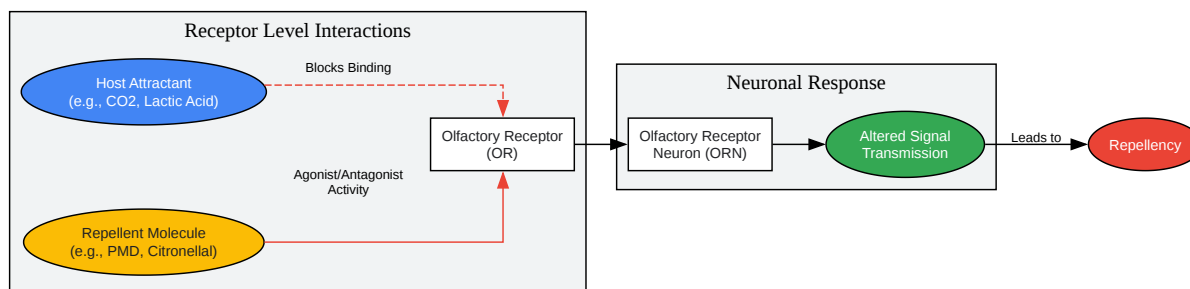 Receptor Level Interactions
Host Attractant
(e.g., CO2, Lactic Acid)
Blocks Binding
Olfactory Receptor
(OR)
Agonist/Antagonist
Activity
Repellent Molecule
(e.g., PMD, Citronellal)
Neuronal Response
Olfactory Receptor
Neuron (ORN)
Altered Signal
Transmission
Leads to
Repellency